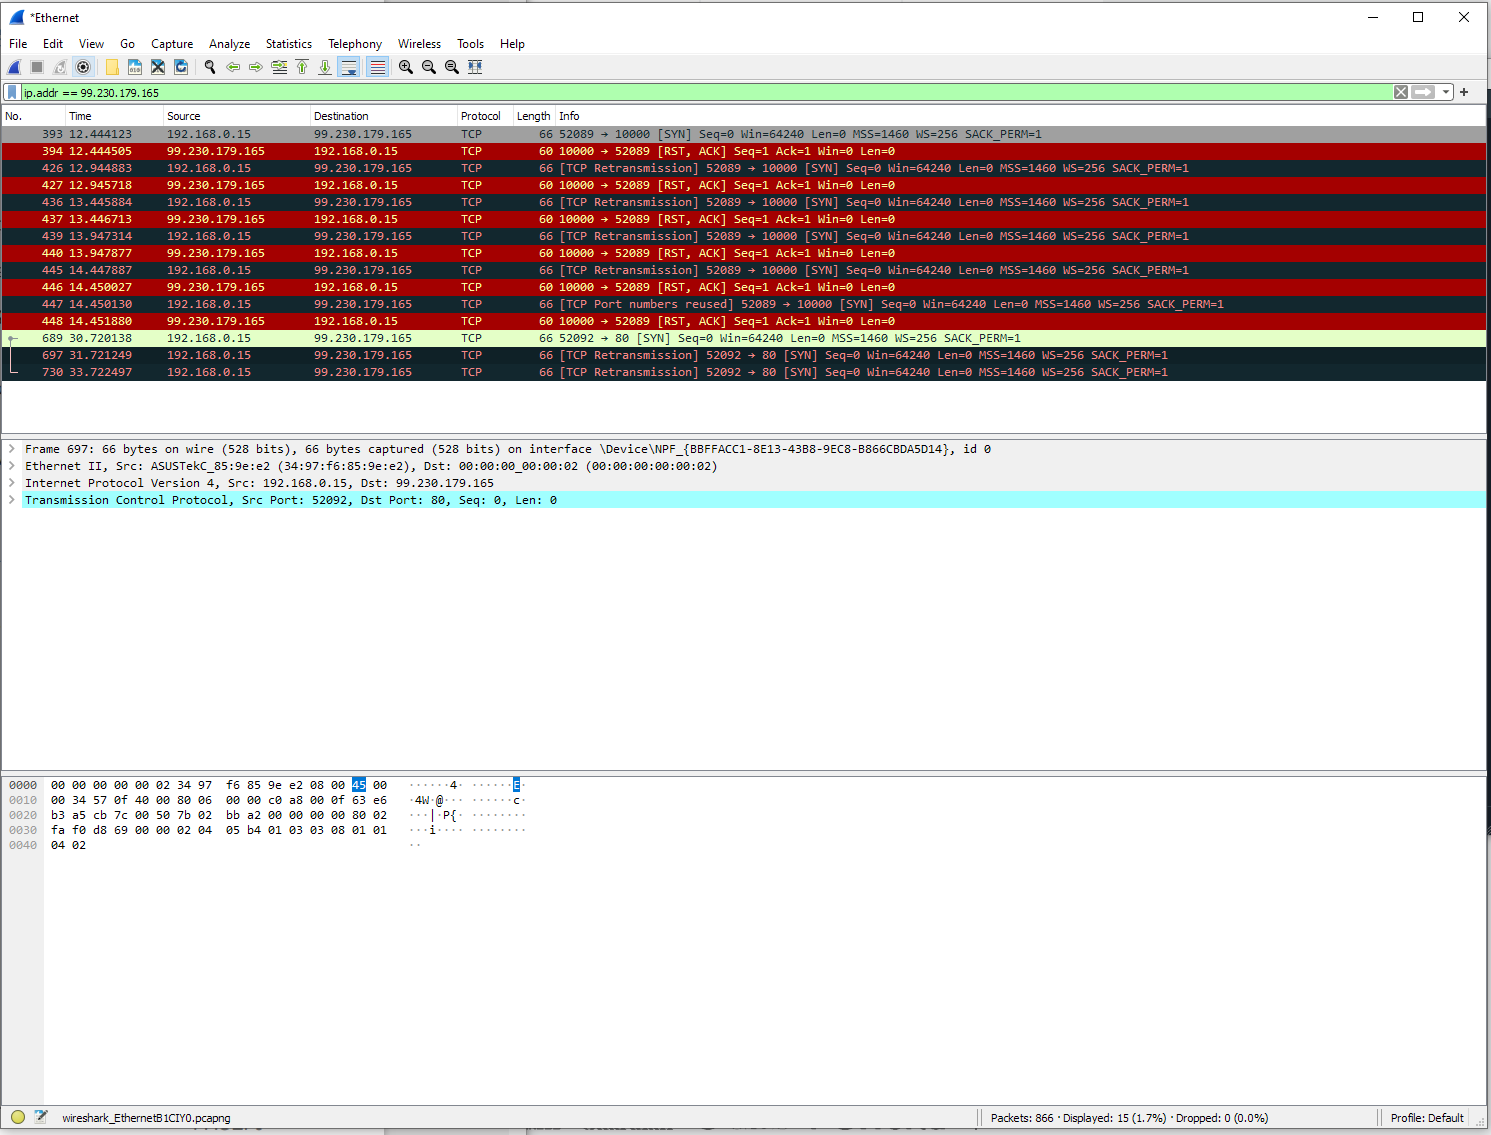 *Ethernet
File Edit View Go Capture Analyze Statistics Telephony Wireless Tools Help
ip.addr == 99.230.179.165
No. Time Source Destination Protocol Length Info
393 12.444123 192.168.0.15 99.230.179.165 TCP 66 52089 → 10000 [SYN] Seq=0 Win=64240 Len=0 MSS=1460 WS=256 SACK_PERM=1
394 12.444505 99.230.179.165 192.168.0.15 TCP 60 10000 → 52089 [RST, ACK] Seq=1 Ack=1 Win=0 Len=0
426 12.944883 192.168.0.15 99.230.179.165 TCP 66 [TCP Retransmission] 52089 → 10000 [SYN] Seq=0 Win=64240 Len=0 MSS=1460 WS=256 SACK_PERM=1
427 12.945718 99.230.179.165 192.168.0.15 TCP 60 10000 → 52089 [RST, ACK] Seq=1 Ack=1 Win=0 Len=0
436 13.445884 192.168.0.15 99.230.179.165 TCP 66 [TCP Retransmission] 52089 → 10000 [SYN] Seq=0 Win=64240 Len=0 MSS=1460 WS=256 SACK_PERM=1
437 13.446713 99.230.179.165 192.168.0.15 TCP 60 10000 → 52089 [RST, ACK] Seq=1 Ack=1 Win=0 Len=0
439 13.947314 192.168.0.15 99.230.179.165 TCP 66 [TCP Retransmission] 52089 → 10000 [SYN] Seq=0 Win=64240 Len=0 MSS=1460 WS=256 SACK_PERM=1
440 13.947877 99.230.179.165 192.168.0.15 TCP 60 10000 → 52089 [RST, ACK] Seq=1 Ack=1 Win=0 Len=0
445 14.447887 192.168.0.15 99.230.179.165 TCP 66 [TCP Retransmission] 52089 → 10000 [SYN] Seq=0 Win=64240 Len=0 MSS=1460 WS=256 SACK_PERM=1
446 14.450027 99.230.179.165 192.168.0.15 TCP 60 10000 → 52089 [RST, ACK] Seq=1 Ack=1 Win=0 Len=0
447 14.450130 192.168.0.15 99.230.179.165 TCP 66 [TCP Port numbers reused] 52089 → 10000 [SYN] Seq=0 Win=64240 Len=0 MSS=1460 WS=256 SACK_PERM=1
448 14.451880 99.230.179.165 192.168.0.15 TCP 60 10000 → 52089 [RST, ACK] Seq=1 Ack=1 Win=0 Len=0
689 30.720138 192.168.0.15 99.230.179.165 TCP 66 52092 → 80 [SYN] Seq=0 Win=64240 Len=0 MSS=1460 WS=256 SACK_PERM=1
697 31.721249 192.168.0.15 99.230.179.165 TCP 66 [TCP Retransmission] 52092 → 80 [SYN] Seq=0 Win=64240 Len=0 MSS=1460 WS=256 SACK_PERM=1
730 33.722497 192.168.0.15 99.230.179.165 TCP 66 [TCP Retransmission] 52092 → 80 [SYN] Seq=0 Win=64240 Len=0 MSS=1460 WS=256 SACK_PERM=1
Frame 697: 66 bytes on wire (528 bits), 66 bytes captured (528 bits) on interface \Device\NPF_{BBFFACC1-8E13-43B8-9EC8-B866CBDA5D14}, id 0
Ethernet II, Src: ASUSTekC_85:9e:e2 (34:97:f6:85:9e:e2), Dst: 00:00:00_00:00:02 (00:00:00:00:00:02)
Internet Protocol Version 4, Src: 192.168.0.15, Dst: 99.230.179.165
Transmission Control Protocol, Src Port: 52092, Dst Port: 80, Seq: 0, Len: 0
0000 00 00 00 00 00 02 34 97 f6 85 9e e2 08 00 45 00 ······4· ······E·
0010 00 34 57 0f 40 00 80 06 00 00 c0 a8 00 0f 63 e6 ·4W·@··· ······c·
0020 b3 a5 cb 7c 00 50 7b 02 bb a2 00 00 00 00 80 02 ···|·P{· ········
0030 fa f0 d8 69 00 00 02 04 05 b4 01 03 03 08 01 01 ···i···· ········
0040 04 02 ··
wireshark_EthernetB1CIY0.pcapng Packets: 866 · Displayed: 15 (1.7%) · Dropped: 0 (0.0%) Profile: Default